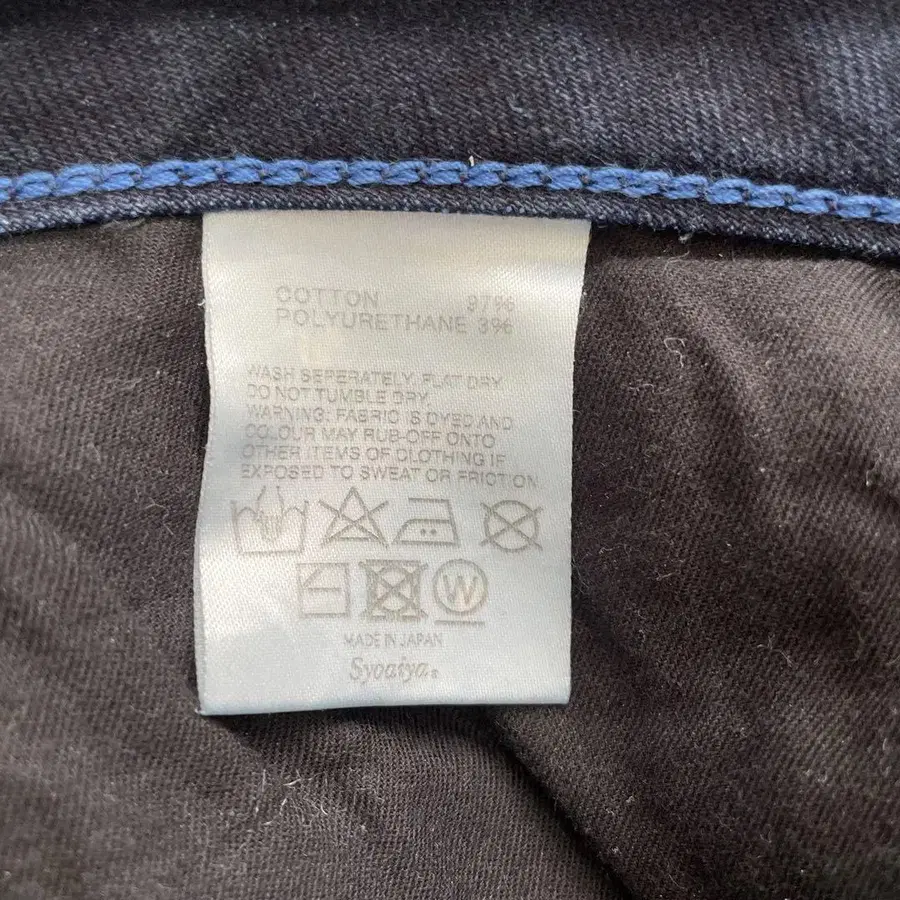 COTTON 97%
POLYURETHANE 3%
WASH SEPERATELY, FLAT DRY
DO NOT TUMBLE DRY
WARNING: FABRIC IS DYED AND
COLOUR MAY RUB-OFF ONTO
OTHER ITEMS OF CLOTHING IF
EXPOSED TO SWEAT OR FRICTION
W
MADE IN JAPAN
Syoaiya.